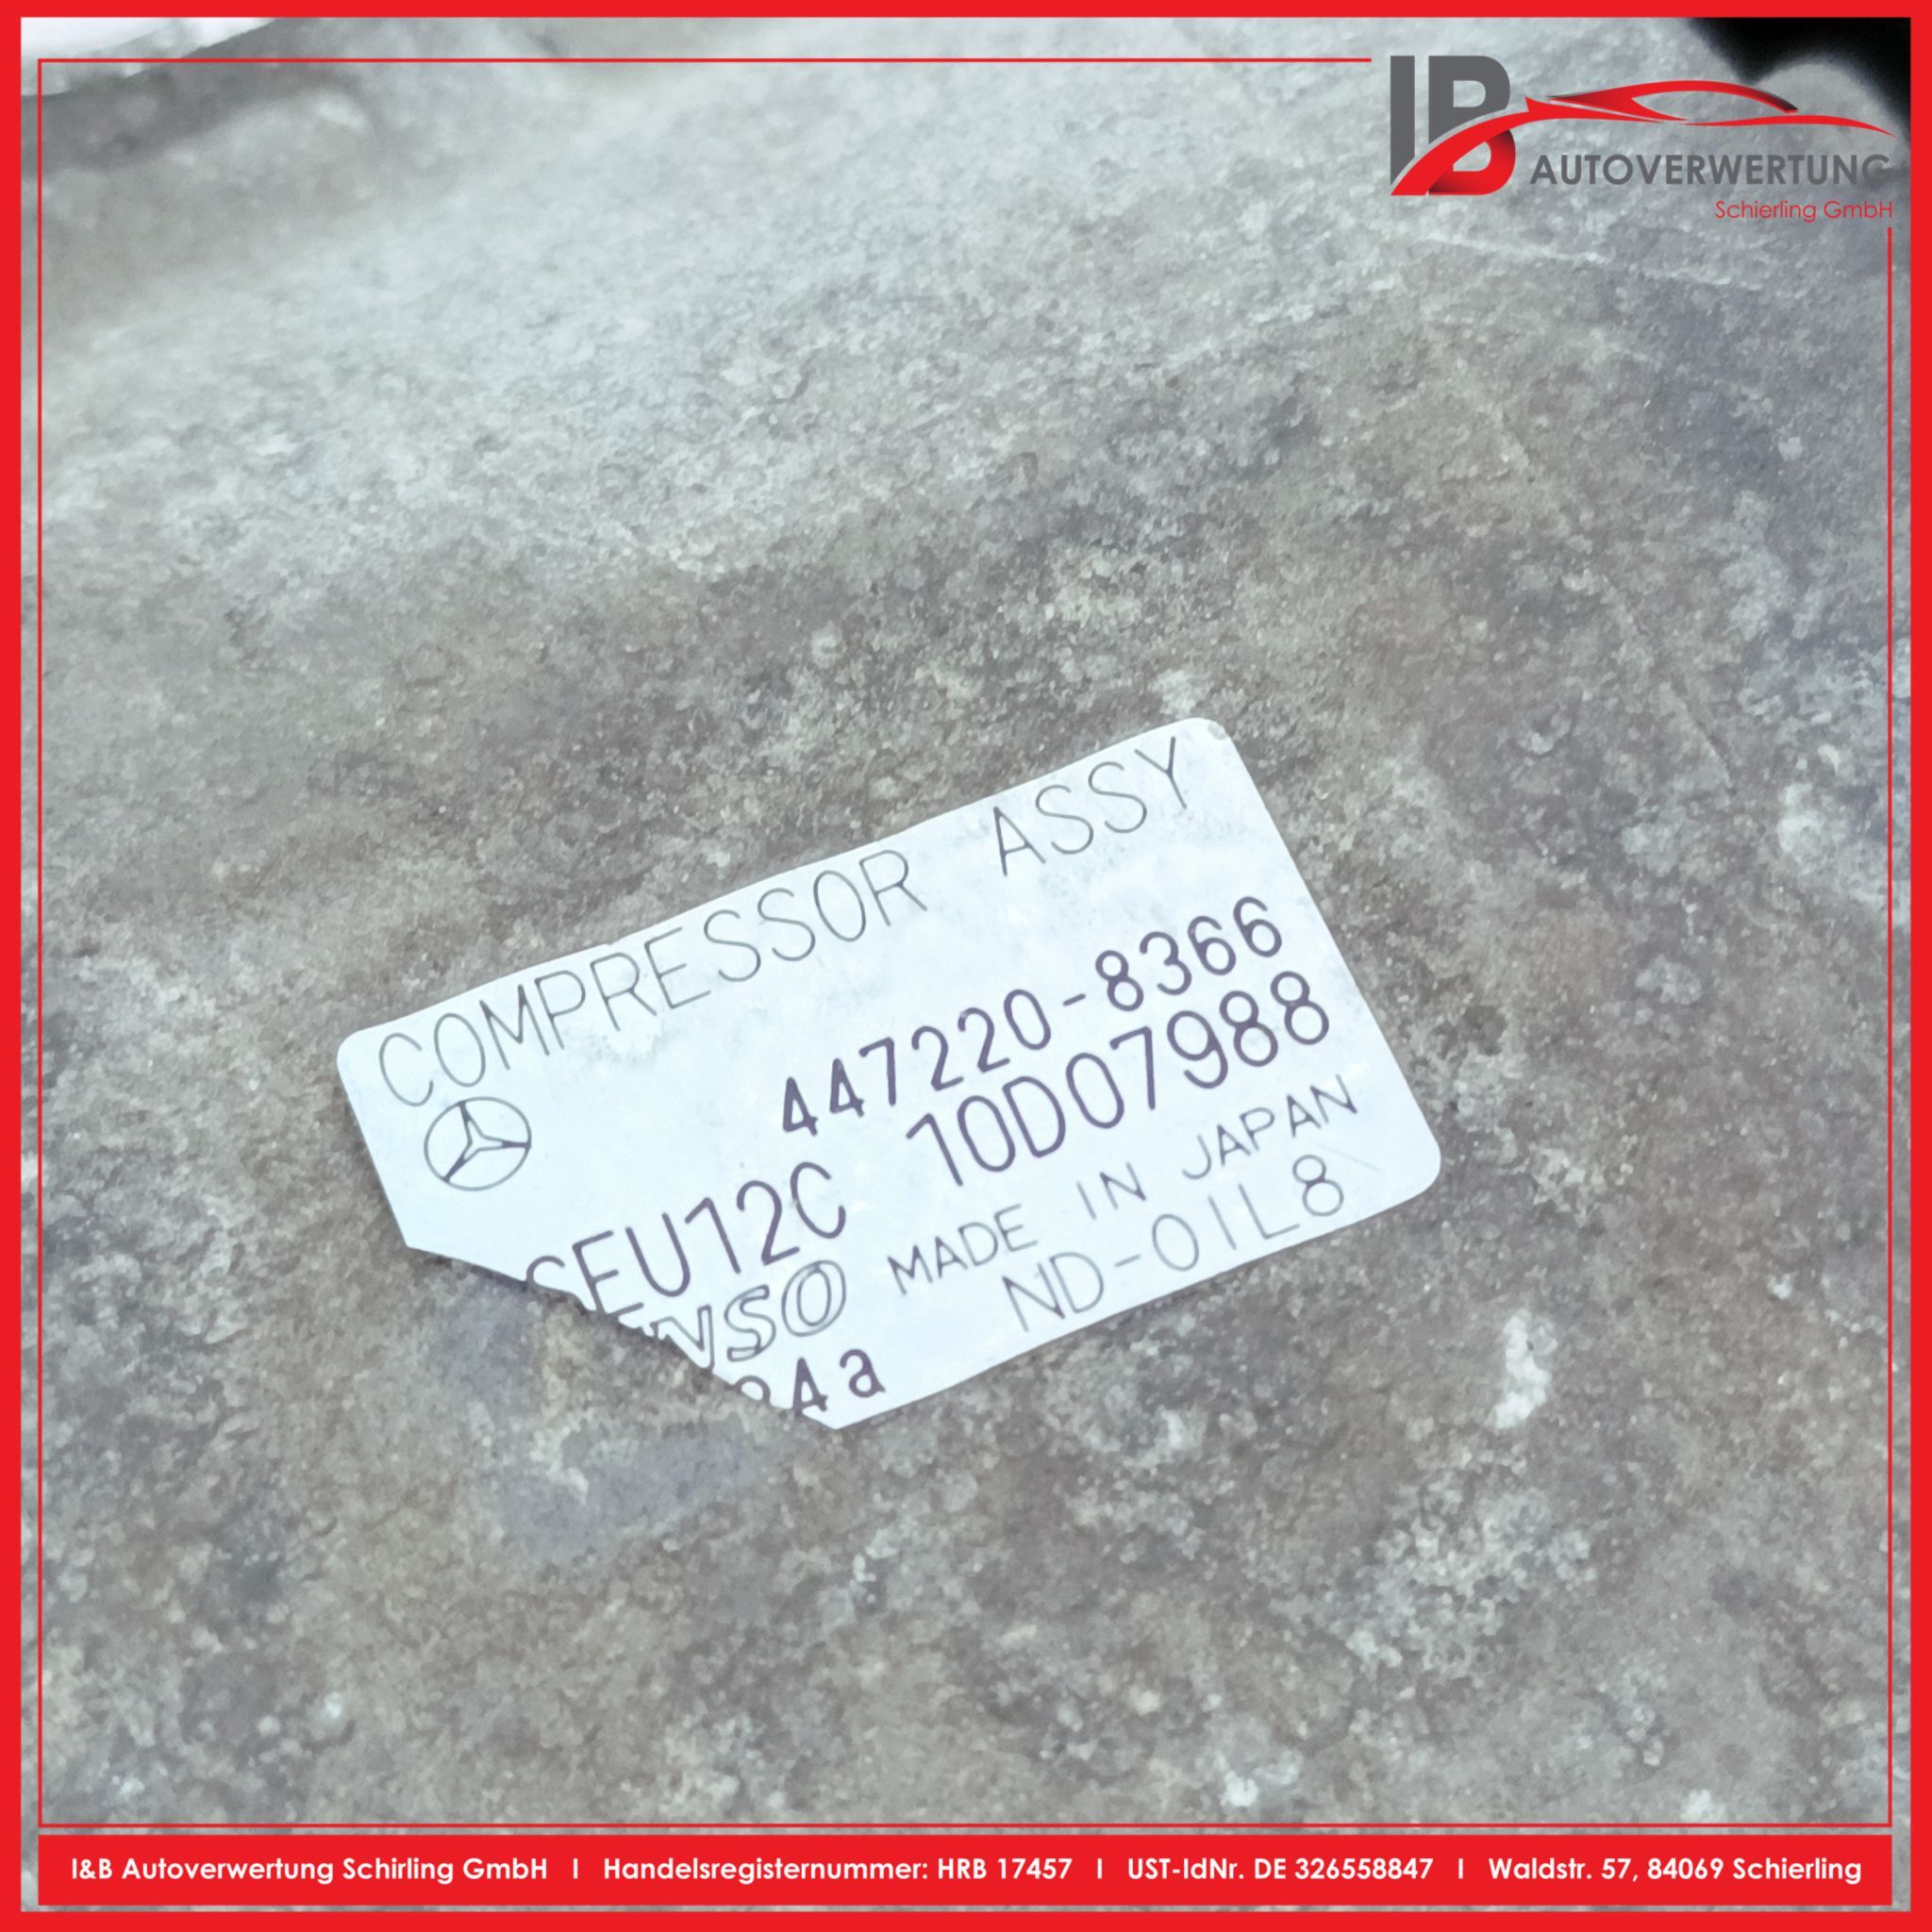 IB
AUTOVERWERTUNG
Schierling GmbH
COMPRESSOR ASSY
447220-8366
SEU12C 10D07988
MADE IN JAPAN
ND-OIL8
4a
I&B Autoverwertung Schirling GmbH I Handelsregisternummer: HRB 17457 I UST-IdNr. DE 326558847 I Waldstr. 57, 84069 Schierling